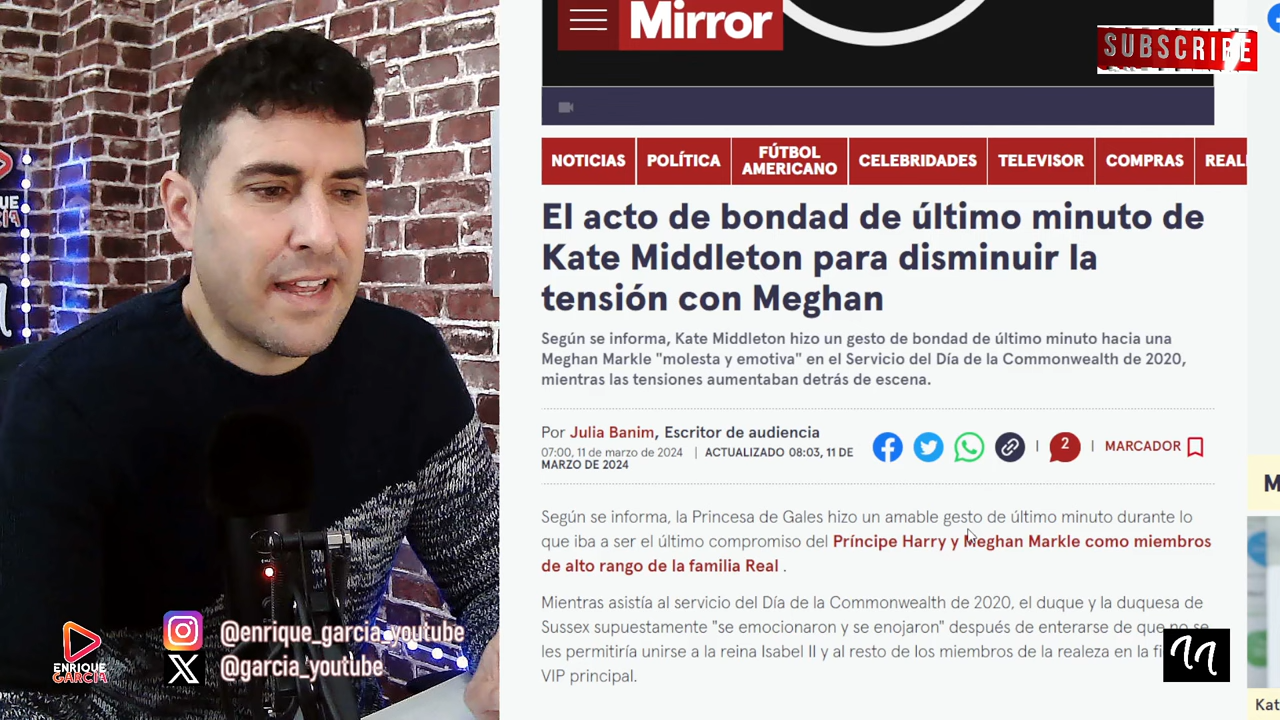 Mirror
SUBSCRIBE
NOTICIAS
POLÍTICA
FÚTBOL
AMERICANO
CELEBRIDADES
TELEVISOR
COMPRAS
El acto de bondad de último minuto de
Kate Middleton para disminuir la
tensión con Meghan
Según se informa, Kate Middleton hizo un gesto de bondad de último minuto hacia una
Meghan Markle "molesta y emotiva" en el Servicio del Día de la Commonwealth de 2020,
mientras las tensiones aumentaban detrás de escena.
Por Julia Banim, Escritor de audiencia
07:00, 11 de marzo de 2024 | ACTUALIZADO 08:03, 11 DE
MARZO DE 2024
2
MARCADOR
Según se informa, la Princesa de Gales hizo un amable gesto de último minuto durante lo
que iba a ser el último compromiso del Príncipe Harry y Meghan Markle como miembros
de alto rango de la familia Real .
Mientras asistía al servicio del Día de la Commonwealth de 2020, el duque y la duquesa de
Sussex supuestamente "se emocionaron y se enojaron" después de enterarse de que no se
les permitiría unirse a la reina Isabel II y al resto de los miembros de la realeza en la
VIP principal.
ENRIQUE
GARCIA
@enrique_garcia_youtube
@garcia_youtube